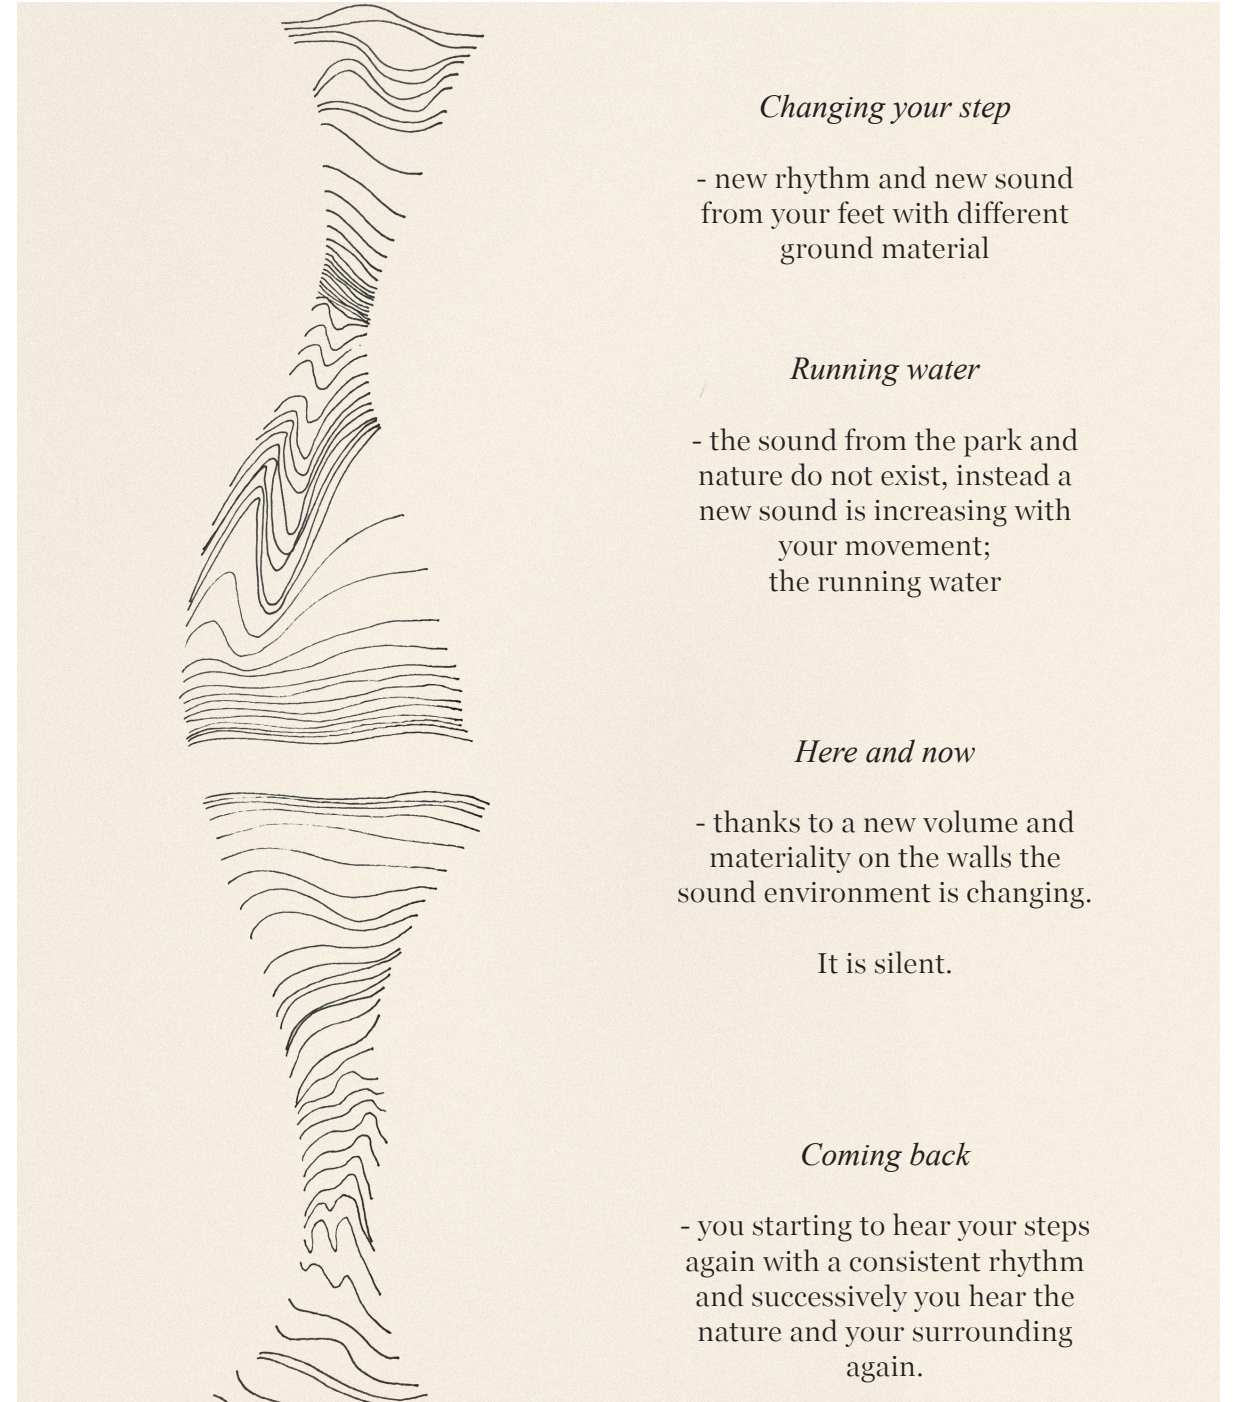 Changing your step
- new rhythm and new sound
from your feet with different
ground material
Running water
- the sound from the park and
nature do not exist, instead a
new sound is increasing with
your movement;
the running water
Here and now
- thanks to a new volume and
materiality on the walls the
sound environment is changing.
It is silent.
Coming back
- you starting to hear your steps
again with a consistent rhythm
and successively you hear the
nature and your surrounding
again.